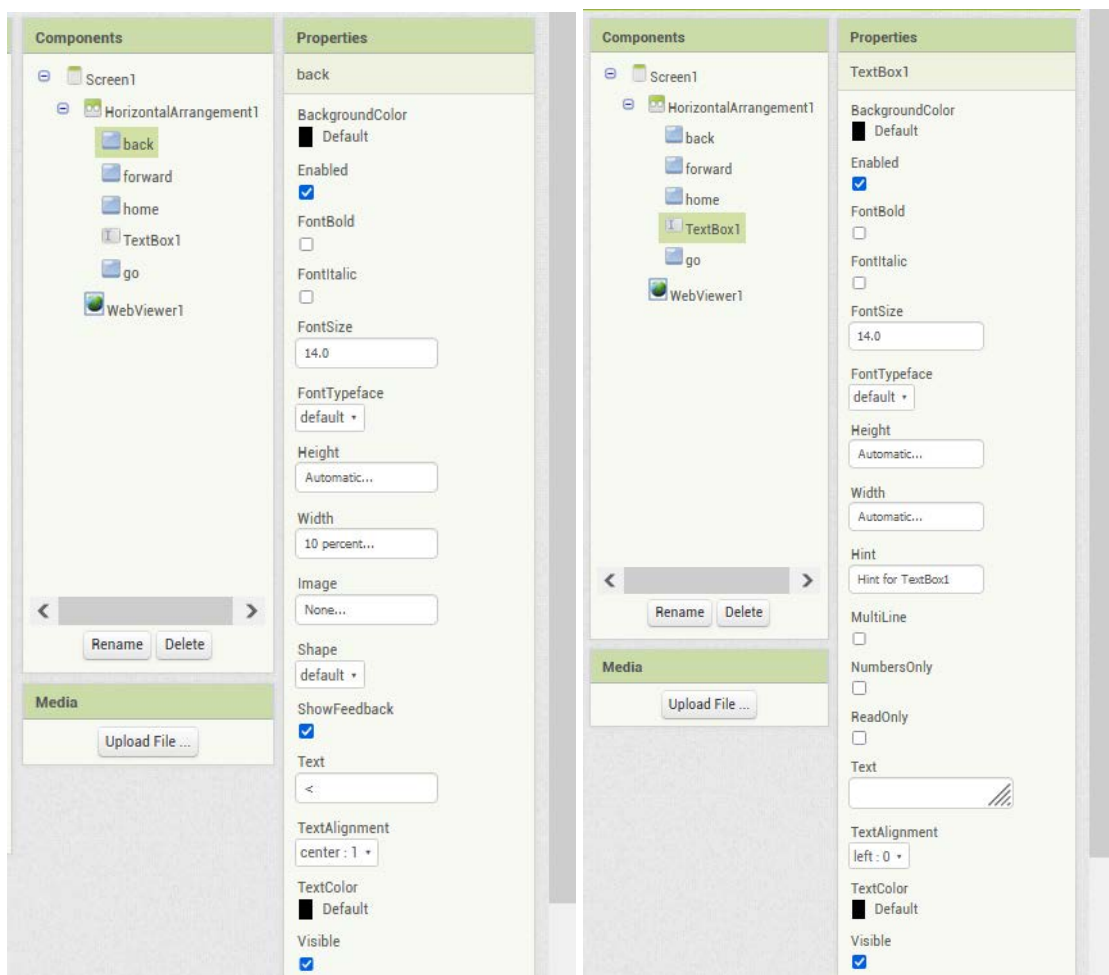 Components
Screen1
HorizontalArrangement1
back
forward
home
TextBox1
go
WebViewer1
Rename Delete
Media
Upload File ...
Properties
back
BackgroundColor
Default
Enabled
FontBold
FontItalic
FontSize
14.0
FontTypeface
default
Height
Automatic...
Width
10 percent...
Image
None...
Shape
default
ShowFeedback
Text
<
TextAlignment
center : 1
TextColor
Default
Visible
Components
Screen1
HorizontalArrangement1
back
forward
home
TextBox1
go
WebViewer1
Rename Delete
Media
Upload File ...
Properties
TextBox1
BackgroundColor
Default
Enabled
FontBold
FontItalic
FontSize
14.0
FontTypeface
default
Height
Automatic...
Width
Automatic...
Hint
Hint for TextBox1
MultiLine
NumbersOnly
ReadOnly
Text
TextAlignment
left : 0
TextColor
Default
Visible